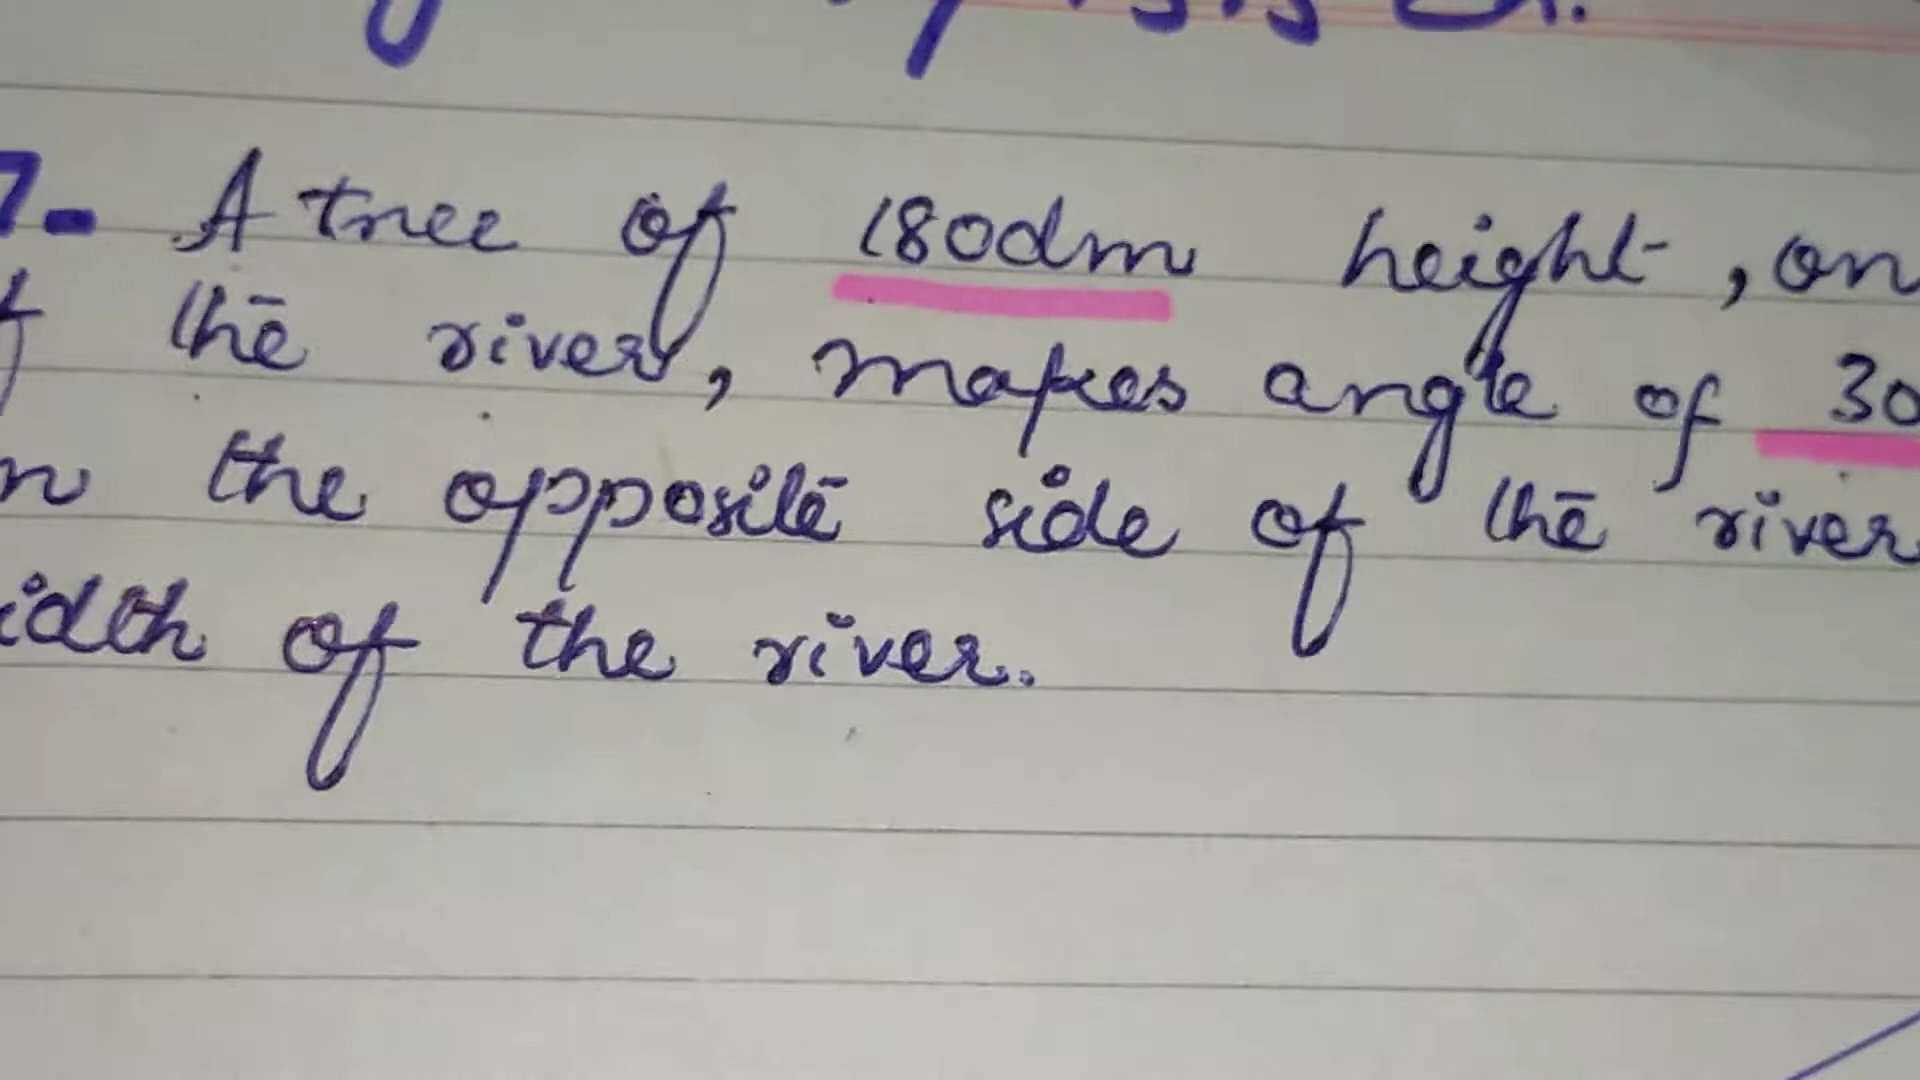 7- A tree of 180dm height, on
the river, makes angle of 30
the opposite side of the river
of the river.